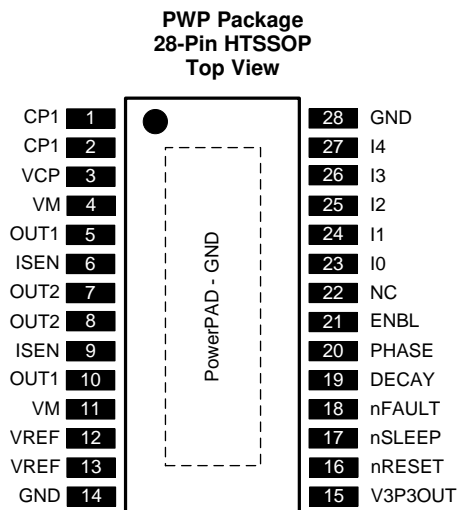 PWP Package
28-Pin HTSSOP
Top View
CP1 1
CP1 2
VCP 3
VM 4
OUT1 5
ISEN 6
OUT2 7
OUT2 8
ISEN 9
OUT1 10
VM 11
VREF 12
VREF 13
GND 14
PowerPAD - GND
28 GND
27 I4
26 I3
25 I2
24 I1
23 I0
22 NC
21 ENBL
20 PHASE
19 DECAY
18 nFAULT
17 nSLEEP
16 nRESET
15 V3P3OUT